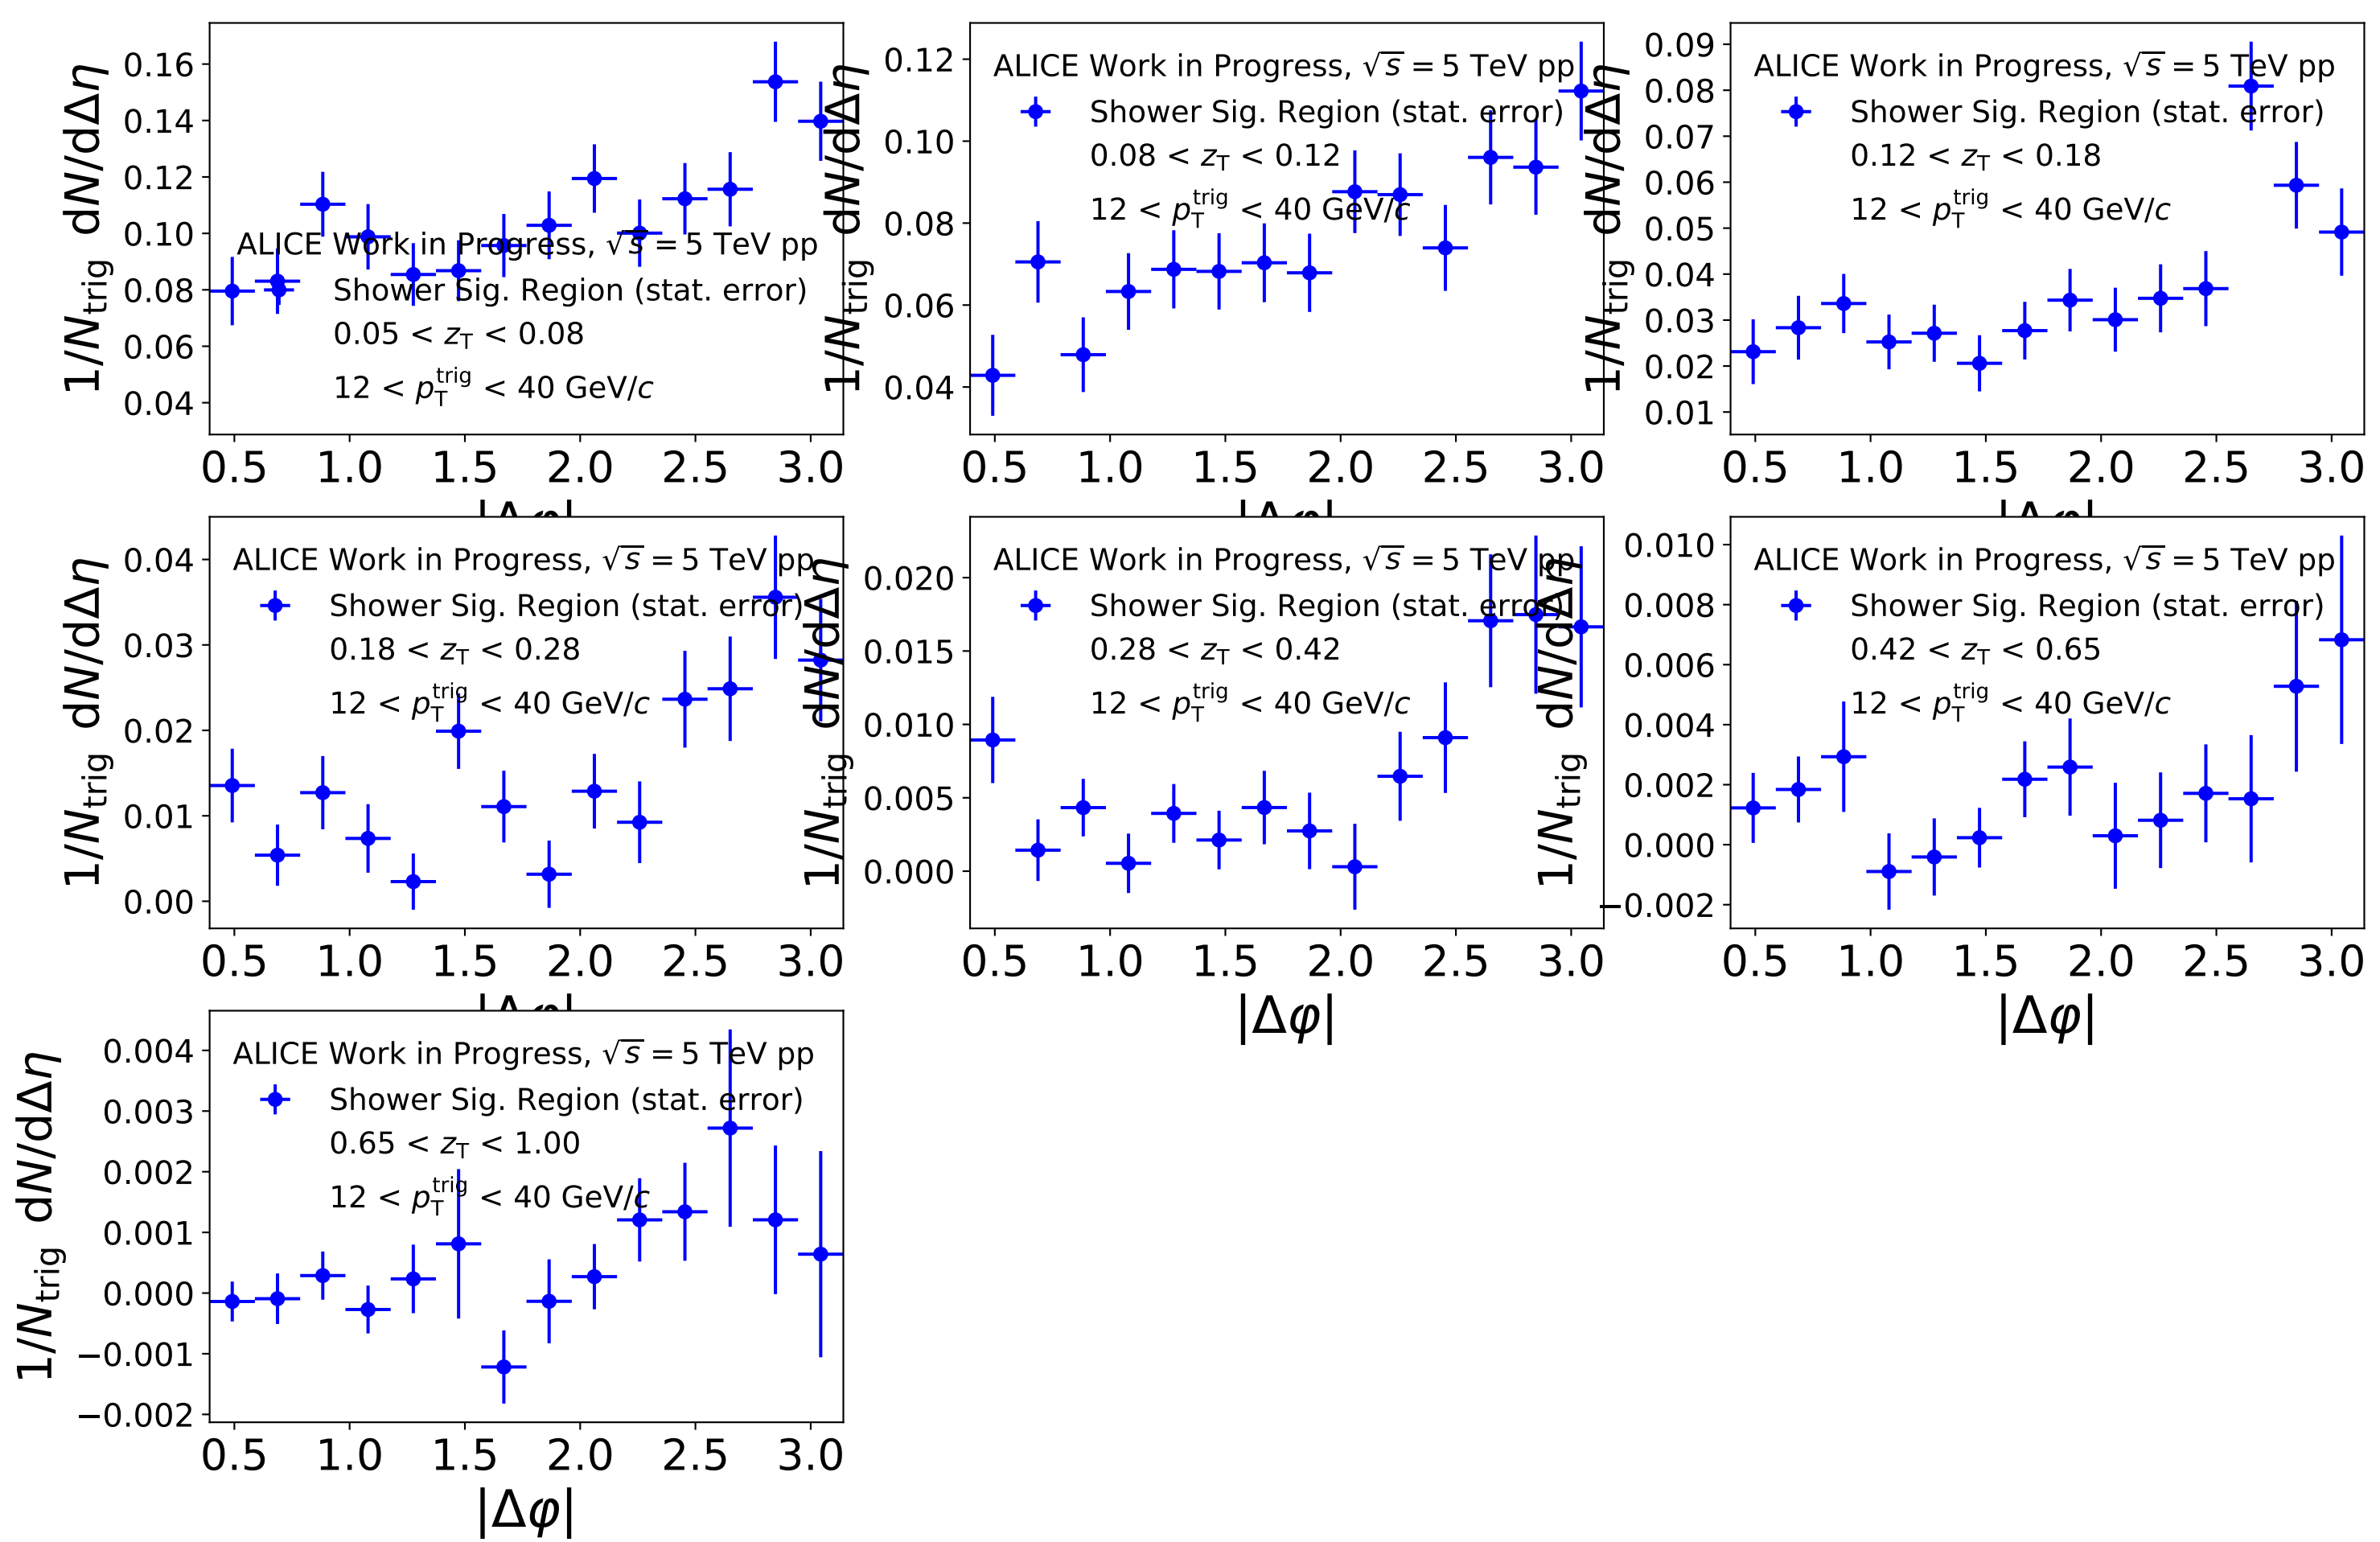 1/N_trig dN/dΔη
0.16
0.14
0.12
0.10
0.08
0.06
0.04
ALICE Work in Progress, √s = 5 TeV pp
Shower Sig. Region (stat. error)
0.05 < z_T < 0.08
12 < p_T^trig < 40 GeV/c
0.5 1.0 1.5 2.0 2.5 3.0
|Δφ|
1/N_trig dN/dΔη
0.12
0.10
0.08
0.06
0.04
ALICE Work in Progress, √s = 5 TeV pp
Shower Sig. Region (stat. error)
0.08 < z_T < 0.12
12 < p_T^trig < 40 GeV/c
0.5 1.0 1.5 2.0 2.5 3.0
|Δφ|
1/N_trig dN/dΔη
0.09
0.08
0.07
0.06
0.05
0.04
0.03
0.02
0.01
ALICE Work in Progress, √s = 5 TeV pp
Shower Sig. Region (stat. error)
0.12 < z_T < 0.18
12 < p_T^trig < 40 GeV/c
0.5 1.0 1.5 2.0 2.5 3.0
|Δφ|
1/N_trig dN/dΔη
0.04
0.03
0.02
0.01
0.00
ALICE Work in Progress, √s = 5 TeV pp
Shower Sig. Region (stat. error)
0.18 < z_T < 0.28
12 < p_T^trig < 40 GeV/c
0.5 1.0 1.5 2.0 2.5 3.0
|Δφ|
1/N_trig dN/dΔη
0.020
0.015
0.010
0.005
0.000
ALICE Work in Progress, √s = 5 TeV pp
Shower Sig. Region (stat. error)
0.28 < z_T < 0.42
12 < p_T^trig < 40 GeV/c
0.5 1.0 1.5 2.0 2.5 3.0
|Δφ|
1/N_trig dN/dΔη
0.010
0.008
0.006
0.004
0.002
0.000
−0.002
ALICE Work in Progress, √s = 5 TeV pp
Shower Sig. Region (stat. error)
0.42 < z_T < 0.65
12 < p_T^trig < 40 GeV/c
0.5 1.0 1.5 2.0 2.5 3.0
|Δφ|
1/N_trig dN/dΔη
0.004
0.003
0.002
0.001
0.000
−0.001
−0.002
ALICE Work in Progress, √s = 5 TeV pp
Shower Sig. Region (stat. error)
0.65 < z_T < 1.00
12 < p_T^trig < 40 GeV/c
0.5 1.0 1.5 2.0 2.5 3.0
|Δφ|